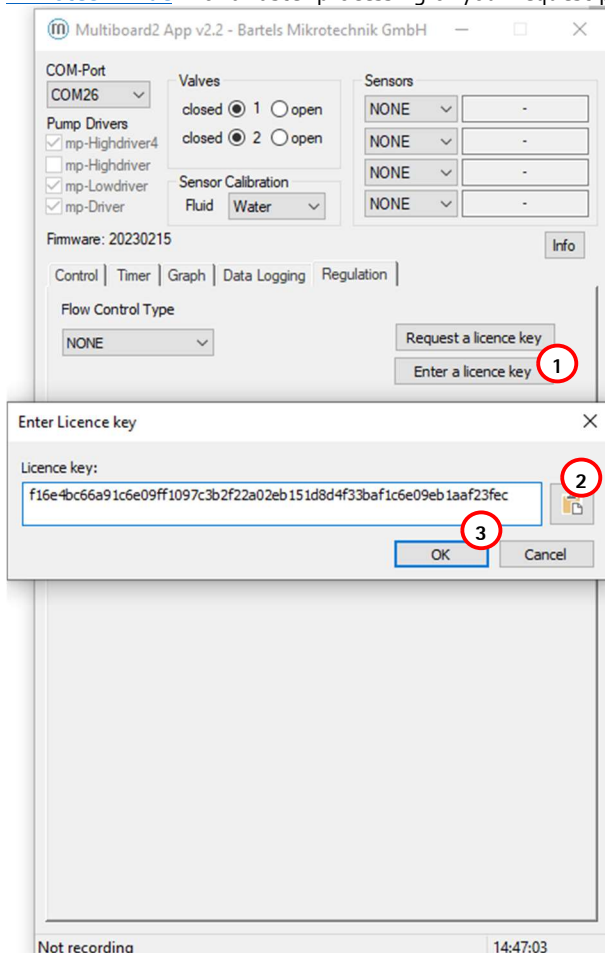 Multiboard2 App v2.2 - Bartels Mikrotechnik GmbH
COM-Port
COM26
Pump Drivers
mp-Highdriver4
mp-Highdriver
mp-Lowdriver
mp-Driver
Valves
closed 1 open
closed 2 open
Sensor Calibration
Fluid Water
Sensors
NONE -
NONE -
NONE -
NONE -
Firmware: 20230215
Info
Control Timer Graph Data Logging Regulation
Flow Control Type
NONE
Request a licence key
Enter a licence key 1
Enter Licence key
Licence key:
f16e4bc66a91c6e09ff1097c3b2f22a02eb151d8d4f33baf1c6e09eb1aaf23fec
2
3
OK Cancel
Not recording 14:47:03